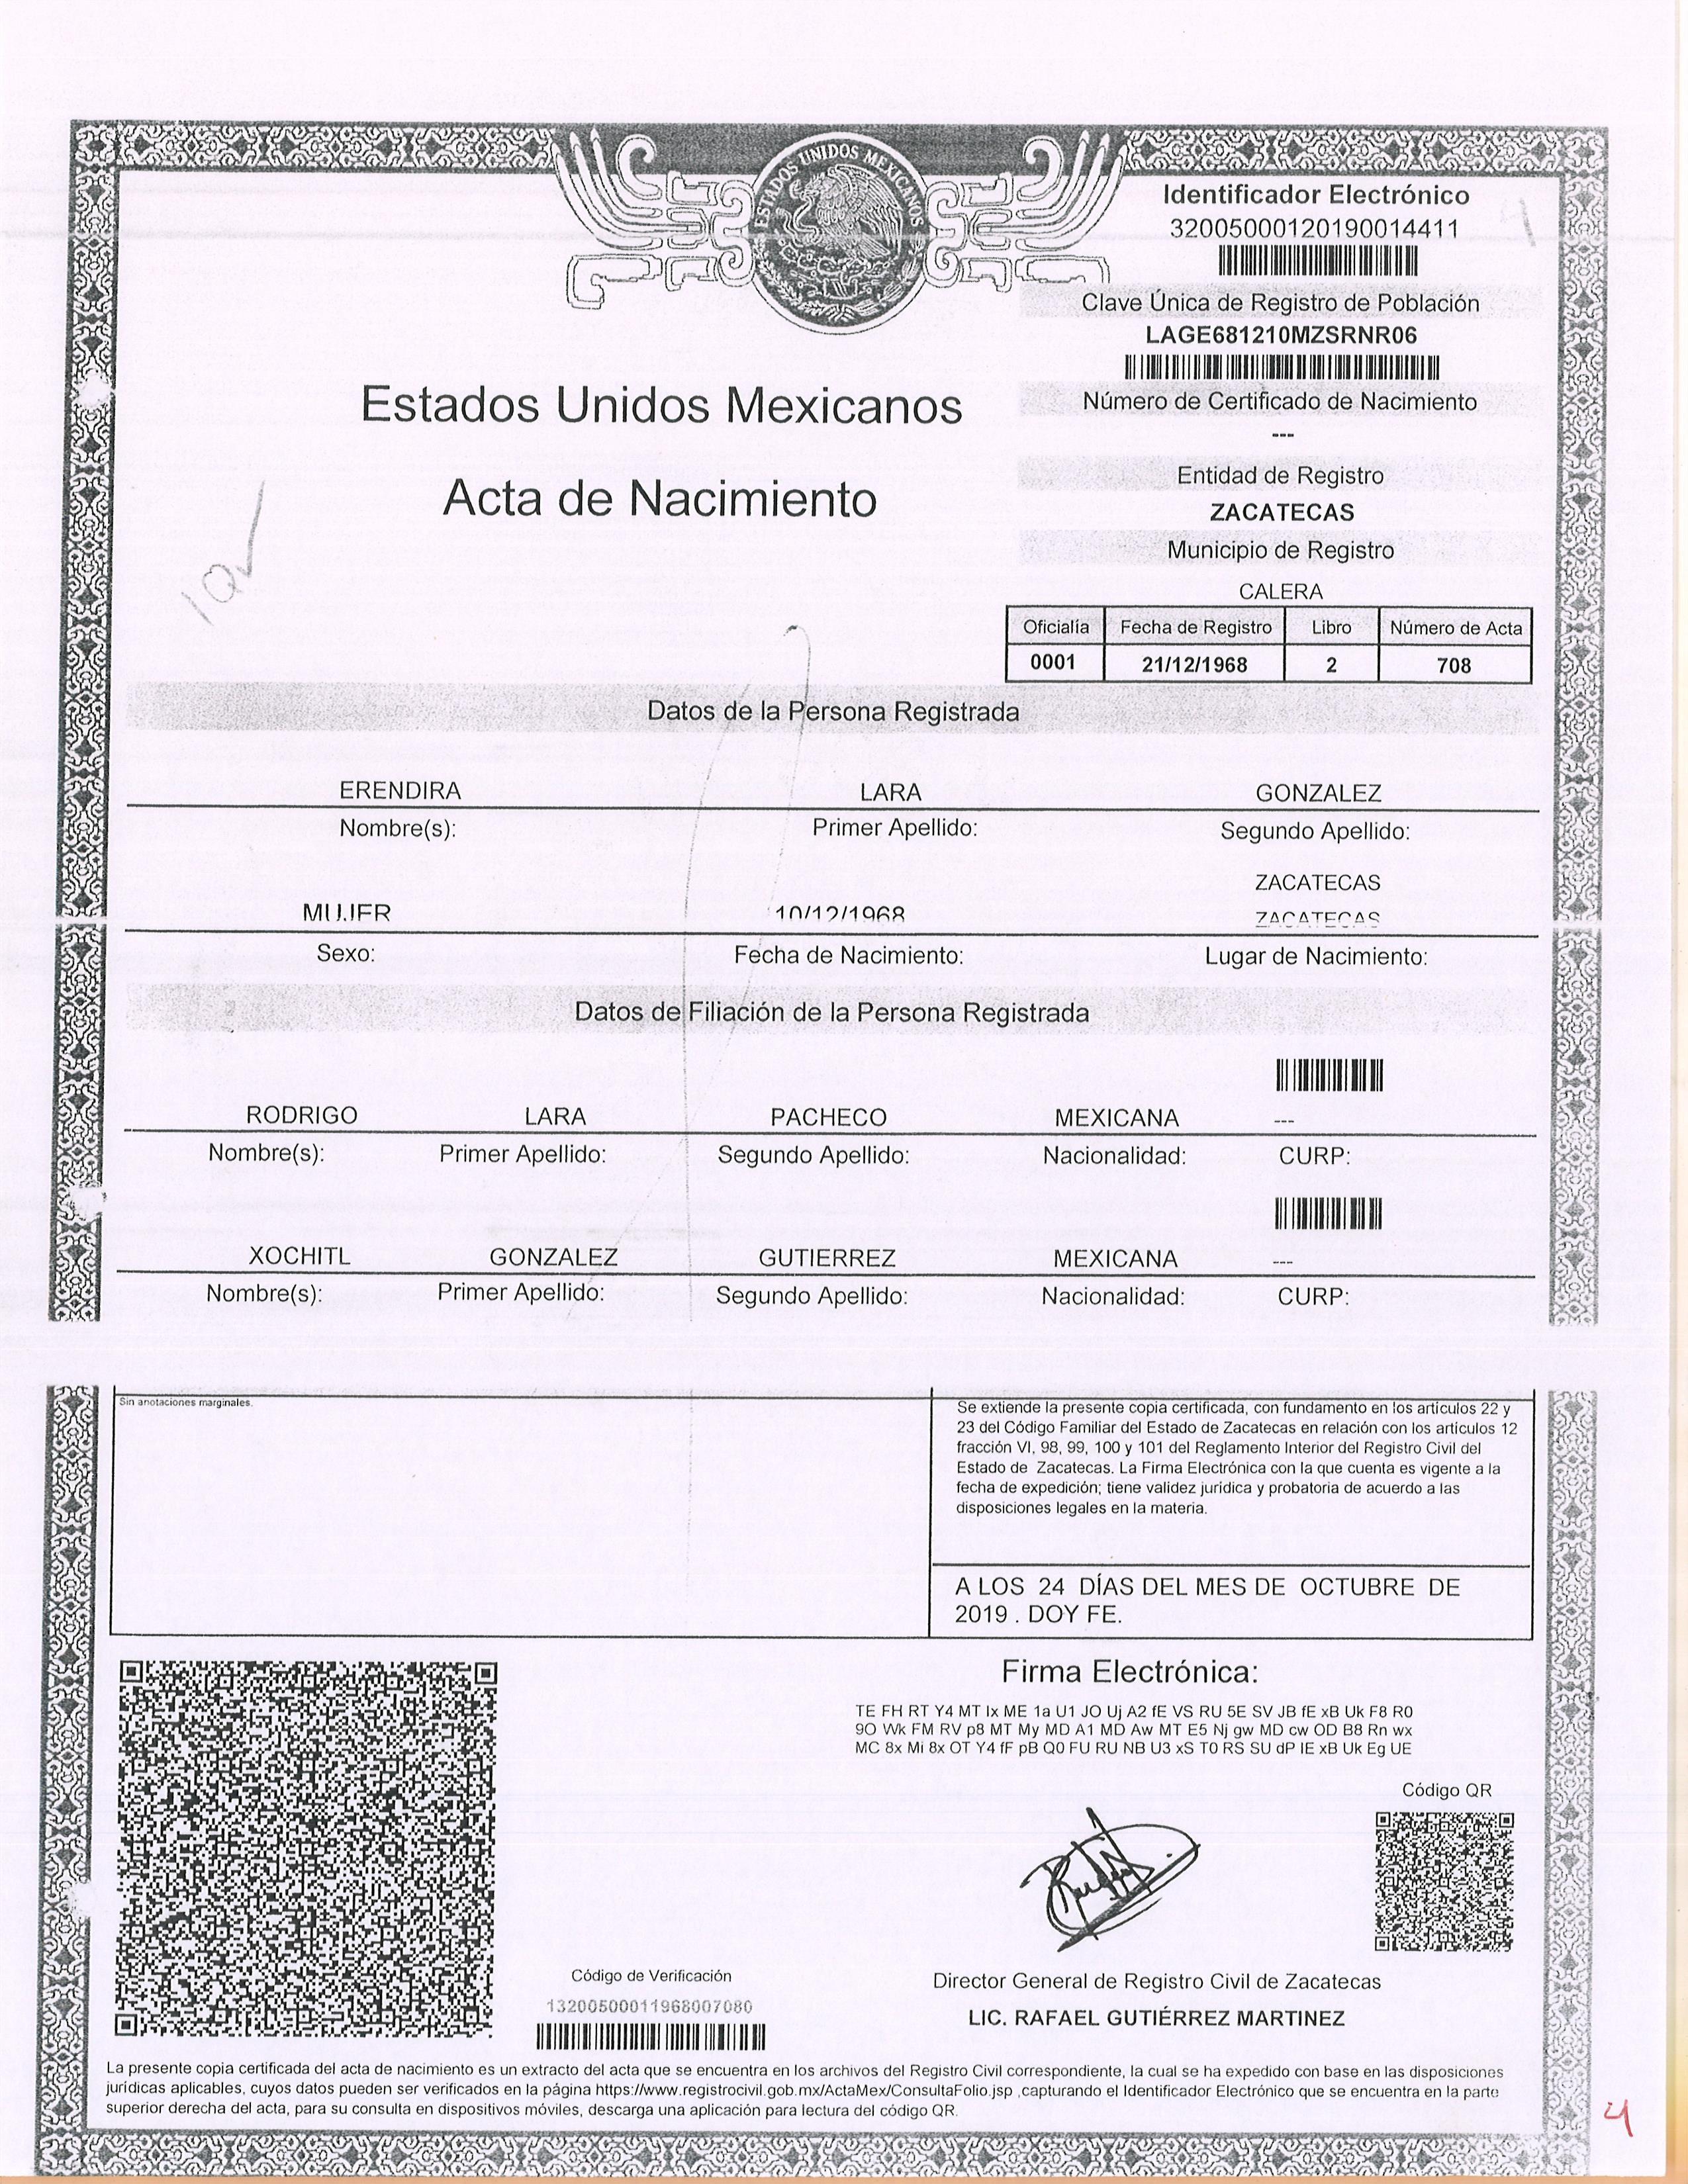 ESTADOS UNIDOS MEXICANOS
Identificador Electrónico
32005000120190014411
Clave Única de Registro de Población
LAGE681210MZSRNR06
Número de Certificado de Nacimiento
---
Estados Unidos Mexicanos
Acta de Nacimiento
Entidad de Registro
ZACATECAS
Municipio de Registro
CALERA
Oficialía Fecha de Registro Libro Número de Acta
0001 21/12/1968 2 708
Datos de la Persona Registrada
ERENDIRA LARA GONZALEZ
Nombre(s): Primer Apellido: Segundo Apellido:
ZACATECAS
MUJER 10/12/1968 ZACATECAS
Sexo: Fecha de Nacimiento: Lugar de Nacimiento:
Datos de Filiación de la Persona Registrada
RODRIGO LARA PACHECO MEXICANA ---
Nombre(s): Primer Apellido: Segundo Apellido: Nacionalidad: CURP:
XOCHITL GONZALEZ GUTIERREZ MEXICANA ---
Nombre(s): Primer Apellido: Segundo Apellido: Nacionalidad: CURP:
Sin anotaciones marginales.
Se extiende la presente copia certificada, con fundamento en los artículos 22 y
23 del Código Familiar del Estado de Zacatecas en relación con los artículos 12
fracción VI, 98, 99, 100 y 101 del Reglamento Interior del Registro Civil del
Estado de Zacatecas. La Firma Electrónica con la que cuenta es vigente a la
fecha de expedición; tiene validez jurídica y probatoria de acuerdo a las
disposiciones legales en la materia.
A LOS 24 DÍAS DEL MES DE OCTUBRE DE
2019 . DOY FE.
Firma Electrónica:
TE FH RT Y4 MT Ix ME 1a U1 JO Uj A2 fE VS RU 5E SV JB fE xB Uk F8 R0
9O Wk FM RV p8 MT My MD A1 MD Aw MT E5 Nj gw MD cw OD B8 Rn wx
MC 8x Mi 8x OT Y4 fF pB Q0 FU RU NB U3 xS T0 RS SU dP IE xB Uk Eg UE
Código QR
Código de Verificación
13200500011968007080
Director General de Registro Civil de Zacatecas
LIC. RAFAEL GUTIÉRREZ MARTINEZ
La presente copia certificada del acta de nacimiento es un extracto del acta que se encuentra en los archivos del Registro Civil correspondiente, la cual se ha expedido con base en las disposiciones
jurídicas aplicables, cuyos datos pueden ser verificados en la página https://www.registrocivil.gob.mx/ActaMex/ConsultaFolio.jsp ,capturando el Identificador Electrónico que se encuentra en la parte
superior derecha del acta, para su consulta en dispositivos móviles, descarga una aplicación para lectura del código QR.
4